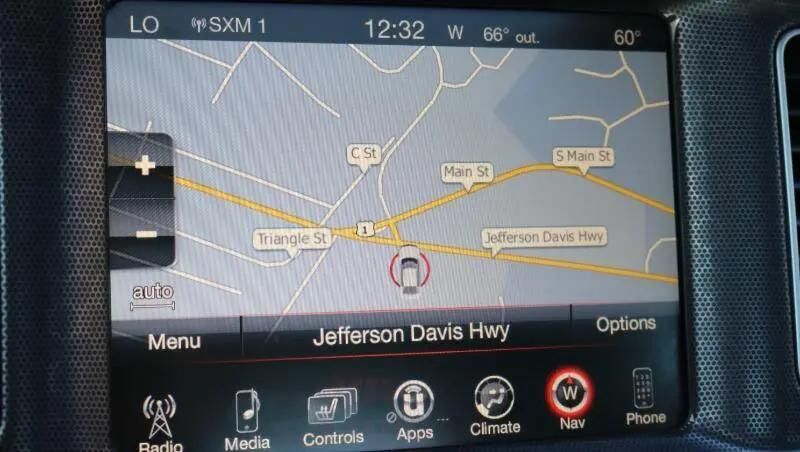 LO SXM 1 12:32 W 66° out. 60°
C St
Main St
S Main St
1
Triangle St
Jefferson Davis Hwy
+
-
auto
Menu
Jefferson Davis Hwy
Options
W
Radio
Media
Controls
Apps ...
Climate
Nav
Phone